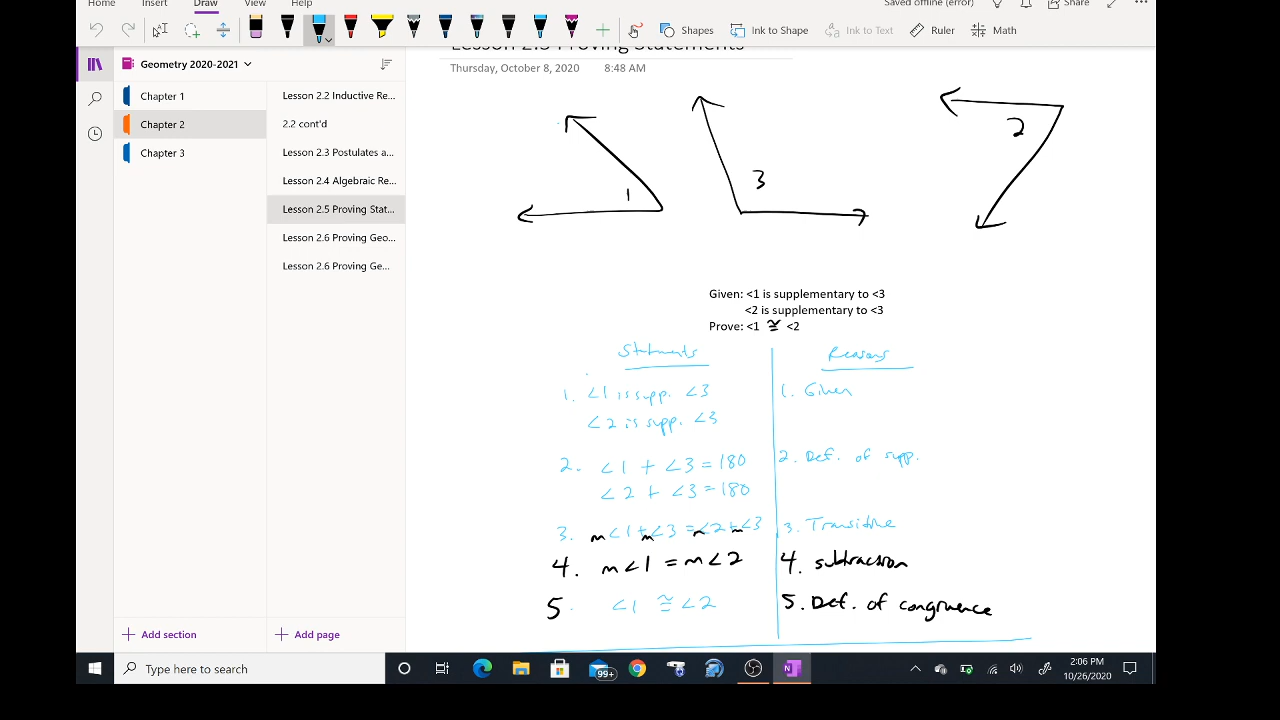 Home Insert Draw View Help
Saved offline (error) Share
Shapes Ink to Shape Ink to Text Ruler Math
Geometry 2020-2021
Chapter 1
Chapter 2
Chapter 3
Add section
Lesson 2.2 Inductive Re...
2.2 cont'd
Lesson 2.3 Postulates a...
Lesson 2.4 Algebraic Re...
Lesson 2.5 Proving Stat...
Lesson 2.6 Proving Geo...
Lesson 2.6 Proving Ge...
Add page
Lesson 2.5 Proving Statements
Thursday, October 8, 2020 8:48 AM
1 3 2
Given: <1 is supplementary to <3
<2 is supplementary to <3
Prove: <1 ≅ <2
Statments Reasons
1. ∠1 is supp. ∠3 1. Given
∠2 is supp. ∠3
2. ∠1 + ∠3 = 180 2. Def. of supp.
∠2 + ∠3 = 180
3. m∠1 + m∠3 = m∠2 + m∠3 3. Transitive
4. m∠1 = m∠2 4. subtraction
5. ∠1 ≅ ∠2 5. Def. of congruence
Type here to search
99+
2:06 PM
10/26/2020